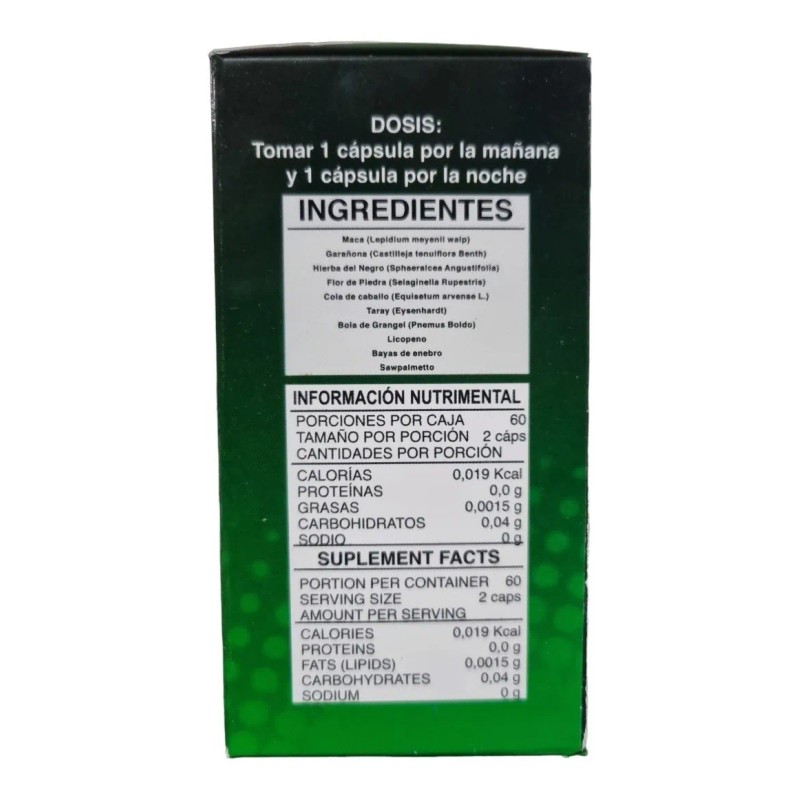 DOSIS:
Tomar 1 cápsula por la mañana
y 1 cápsula por la noche
INGREDIENTES
Maca (Lepidium meyenii walp)
Garañona (Castilleja tenuiflora Benth)
Hierba del Negro (Sphaeralcea Angustifolia)
Flor de Piedra (Selaginella Rupestris)
Cola de caballo (Equisetum arvense L.)
Taray (Eysenhardt)
Bola de Grangel (Pnemus Boldo)
Licopeno
Bayas de enebro
Sawpalmetto
INFORMACIÓN NUTRIMENTAL
PORCIONES POR CAJA 60
TAMAÑO POR PORCIÓN 2 cáps
CANTIDADES POR PORCIÓN
CALORÍAS 0,019 Kcal
PROTEÍNAS 0,0 g
GRASAS 0,0015 g
CARBOHIDRATOS 0,04 g
SODIO 0 g
SUPLEMENT FACTS
PORTION PER CONTAINER 60
SERVING SIZE 2 caps
AMOUNT PER SERVING
CALORIES 0,019 Kcal
PROTEINS 0,0 g
FATS (LIPIDS) 0,0015 g
CARBOHYDRATES 0,04 g
SODIUM 0 g